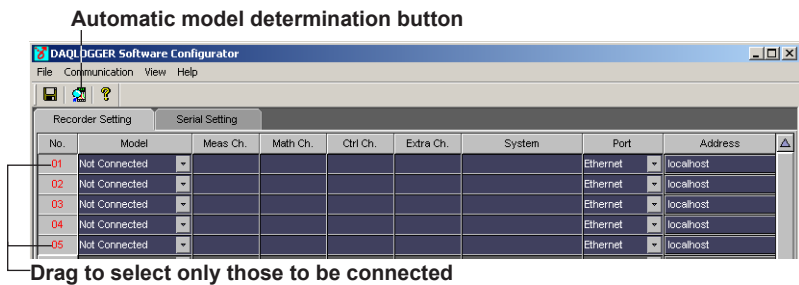 Automatic model determination button
DAQLOGGER Software Configurator
File Communication View Help
Recorder Setting Serial Setting
No. Model Meas Ch. Math Ch. Ctrl Ch. Extra Ch. System Port Address
01 Not Connected Ethernet localhost
02 Not Connected Ethernet localhost
03 Not Connected Ethernet localhost
04 Not Connected Ethernet localhost
05 Not Connected Ethernet localhost
Drag to select only those to be connected